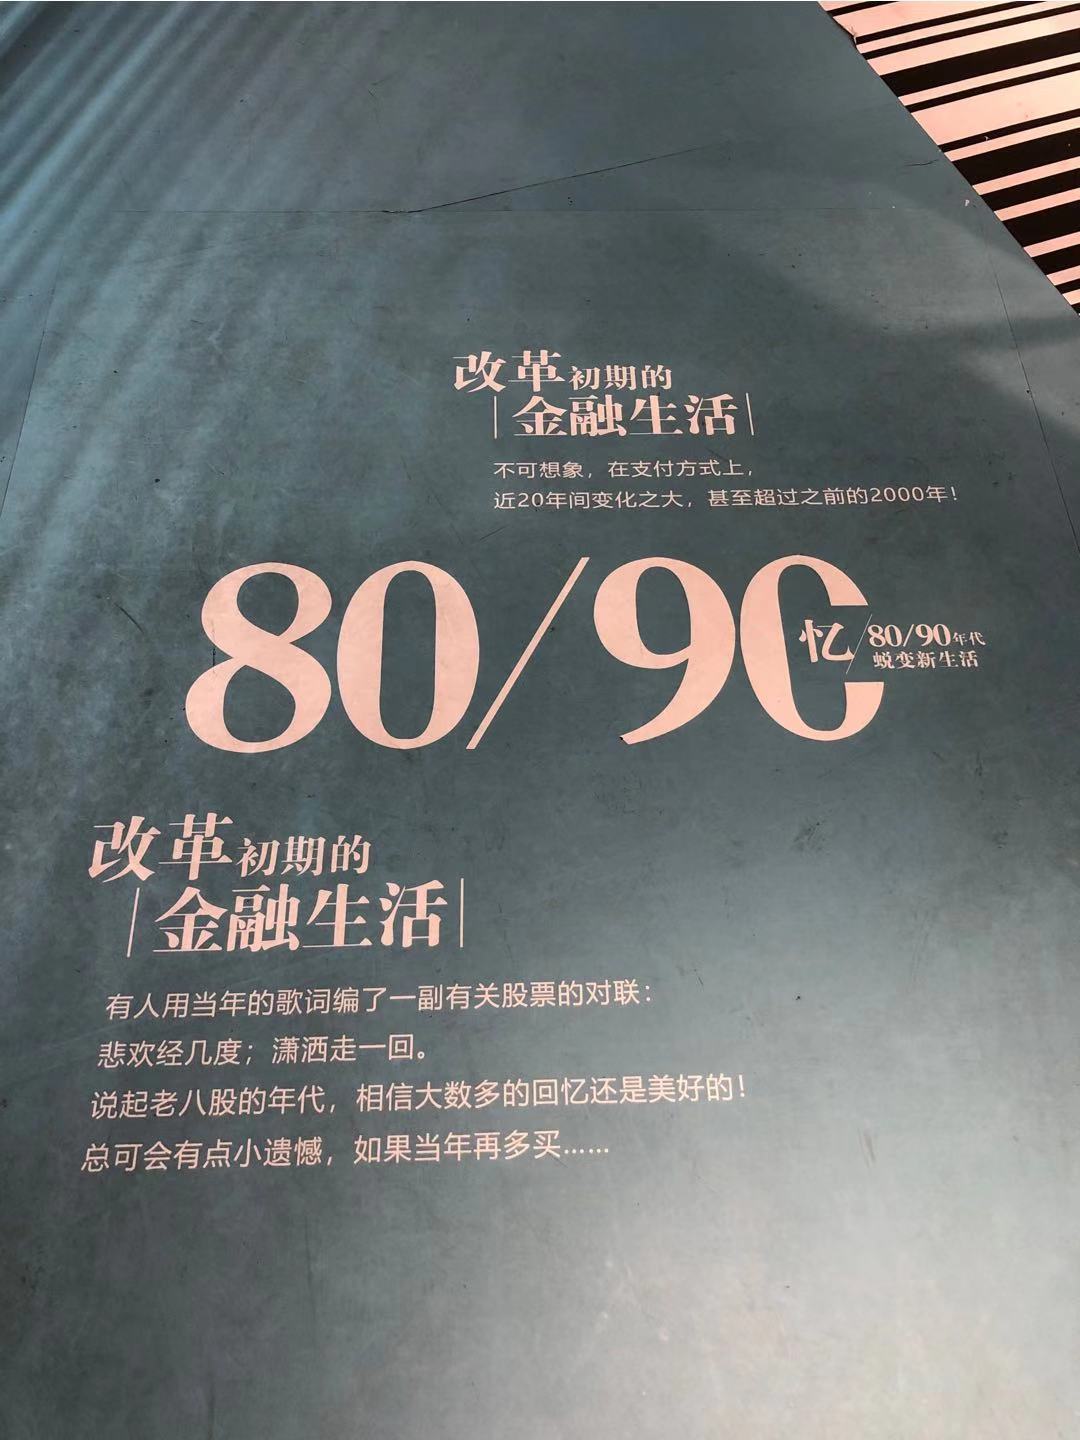 改革初期的
金融生活
不可想象，在支付方式上，
近20年间变化之大，甚至超过之前的2000年！
80/90
忆/80/90年代
蜕变新生活
改革初期的
金融生活
有人用当年的歌词编了一副有关股票的对联：
悲欢经几度；潇洒走一回。
说起老八股的年代，相信大数多的回忆还是美好的！
总可会有点小遗憾，如果当年再多买……